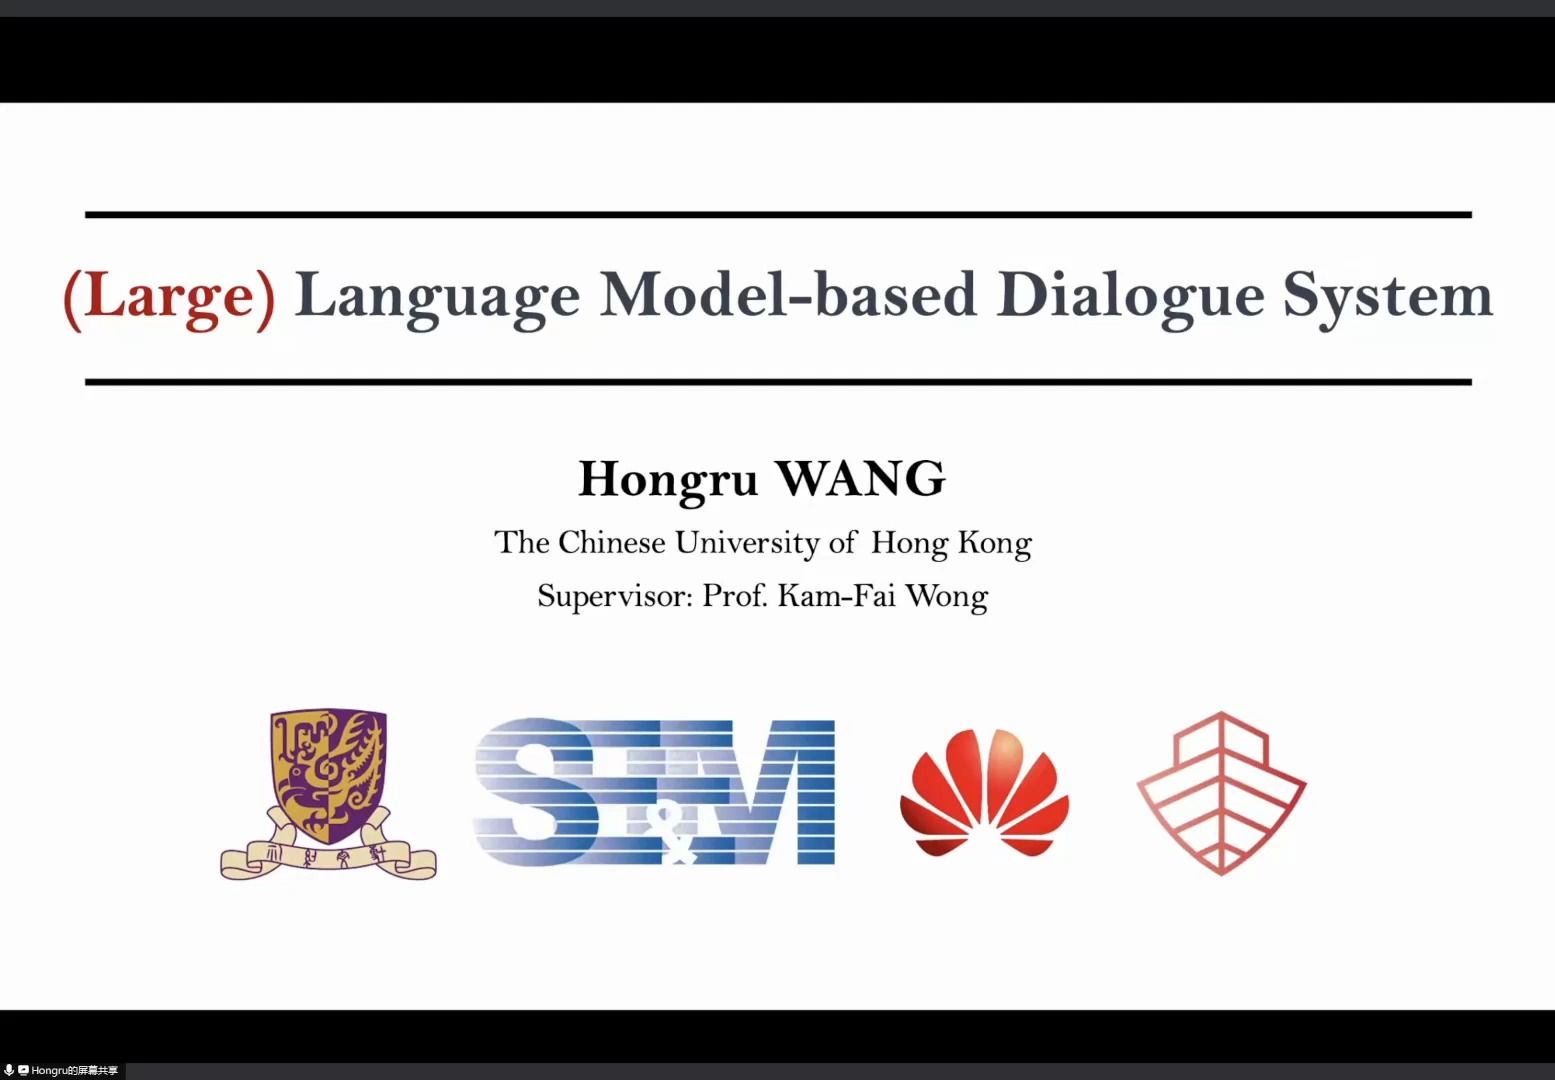 (Large) Language Model-based Dialogue System
Hongru WANG
The Chinese University of Hong Kong
Supervisor: Prof. Kam-Fai Wong
SE&M
Hongru的屏幕共享